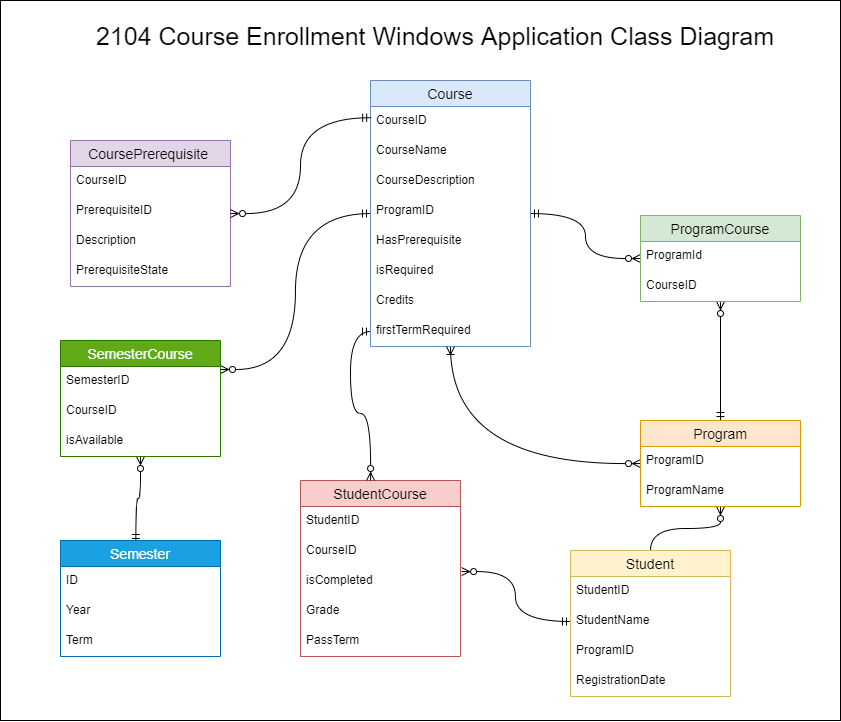 2104 Course Enrollment Windows Application Class Diagram
Course
CourseID
CourseName
CourseDescription
ProgramID
HasPrerequisite
isRequired
Credits
firstTermRequired
CoursePrerequisite
CourseID
PrerequisiteID
Description
PrerequisiteState
ProgramCourse
ProgramId
CourseID
SemesterCourse
SemesterID
CourseID
isAvailable
Program
ProgramID
ProgramName
StudentCourse
StudentID
CourseID
isCompleted
Grade
PassTerm
Semester
ID
Year
Term
Student
StudentID
StudentName
ProgramID
RegistrationDate